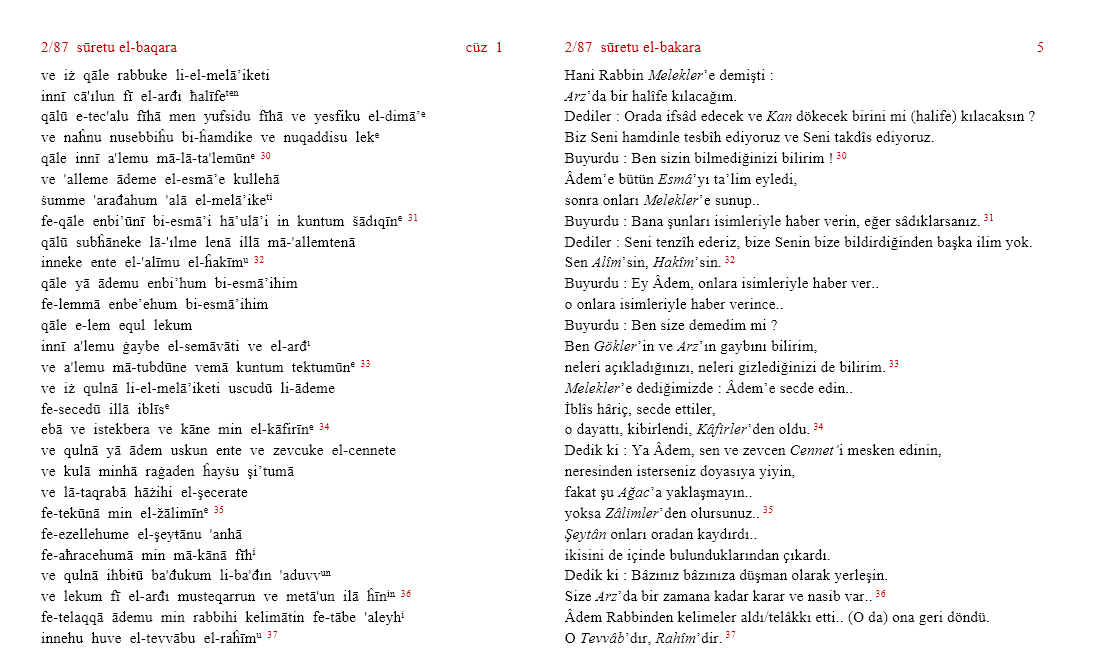 2/87 sūretu el-baqara cüz 1
ve iż qāle rabbuke li-el-melā’iketi
innī cā'ılun fī el-arđı ħalīfeᵗᵉⁿ
qālū e-tec'alu fīhā men yufsidu fīhā ve yesfiku el-dimā’ᵉ
ve naĥnu nusebbiĥu bi-ĥamdike ve nuqaddisu lekᵉ
qāle innī a'lemu mā-lā-ta'lemūnᵉ ³⁰
ve 'alleme ādeme el-esmā’e kullehā
ŝumme 'arađahum 'alā el-melā’iketⁱ
fe-qāle enbi’ūnī bi-esmā’i hā’ulā’i in kuntum šādıqīnᵉ ³¹
qālū subĥāneke lā-'ılme lenā illā mā-'allemtenā
inneke ente el-'alīmu el-ĥakīmᵘ ³²
qāle yā ādemu enbi’hum bi-esmā’ihim
fe-lemmā enbe’ehum bi-esmā’ihim
qāle e-lem equl lekum
innī a'lemu ġaybe el-semāvāti ve el-arđᶦ
ve a'lemu mā-tubdūne vemā kuntum tektumūnᵉ ³³
ve iż qulnā li-el-melā’iketi uscudū li-ādeme
fe-secedū illā iblīsᵉ
ebā ve istekbera ve kāne min el-kāfirīnᵉ ³⁴
ve qulnā yā ādem uskun ente ve zevcuke el-cennete
ve kulā minhā raġaden ĥayŝu şi’tumā
ve lā-taqrabā hāżihi el-şecerate
fe-tekūnā min el-žālimīnᵉ ³⁵
fe-ezellehume el-şeyŧānu 'anhā
fe-aħracehumā min mā-kānā fīhⁱ
ve qulnā ihbiŧū ba'đukum li-ba'đın 'aduvvᵘⁿ
ve lekum fī el-arđı musteqarrun ve metā'un ilā ĥīnⁱⁿ ³⁶
fe-telaqqā ādemu min rabbihi kelimātin fe-tābe 'aleyhⁱ
innehu huve el-tevvābu el-raĥīmᵘ ³⁷
2/87 sūretu el-bakara 5
Hani Rabbin Melekler’e demişti :
Arz’da bir halîfe kılacağım.
Dediler : Orada ifsâd edecek ve Kan dökecek birini mi (halife) kılacaksın ?
Biz Seni hamdinle tesbîh ediyoruz ve Seni takdîs ediyoruz.
Buyurdu : Ben sizin bilmediğinizi bilirim ! ³⁰
Âdem’e bütün Esmâ’yı ta’lim eyledi,
sonra onları Melekler’e sunup..
Buyurdu : Bana şunları isimleriyle haber verin, eğer sâdıklarsanız. ³¹
Dediler : Seni tenzîh ederiz, bize Senin bize bildirdiğinden başka ilim yok.
Sen Alîm’sin, Hakîm’sin. ³²
Buyurdu : Ey Âdem, onlara isimleriyle haber ver..
o onlara isimleriyle haber verince..
Buyurdu : Ben size demedim mi ?
Ben Gökler’in ve Arz’ın gaybını bilirim,
neleri açıkladığınızı, neleri gizlediğinizi de bilirim. ³³
Melekler’e dediğimizde : Âdem’e secde edin..
İblîs hâriç, secde ettiler,
o dayattı, kibirlendi, Kâfirler’den oldu. ³⁴
Dedik ki : Ya Âdem, sen ve zevcen Cennet’i mesken edinin,
neresinden isterseniz doyasıya yiyin,
fakat şu Ağac’a yaklaşmayın..
yoksa Zâlimler’den olursunuz.. ³⁵
Şeytân onları oradan kaydırdı..
ikisini de içinde bulunduklarından çıkardı.
Dedik ki : Bâzınız bâzınıza düşman olarak yerleşin.
Size Arz’da bir zamana kadar karar ve nasib var.. ³⁶
Âdem Rabbinden kelimeler aldı/telâkkı etti.. (O da) ona geri döndü.
O Tevvâb’dır, Rahîm’dir. ³⁷